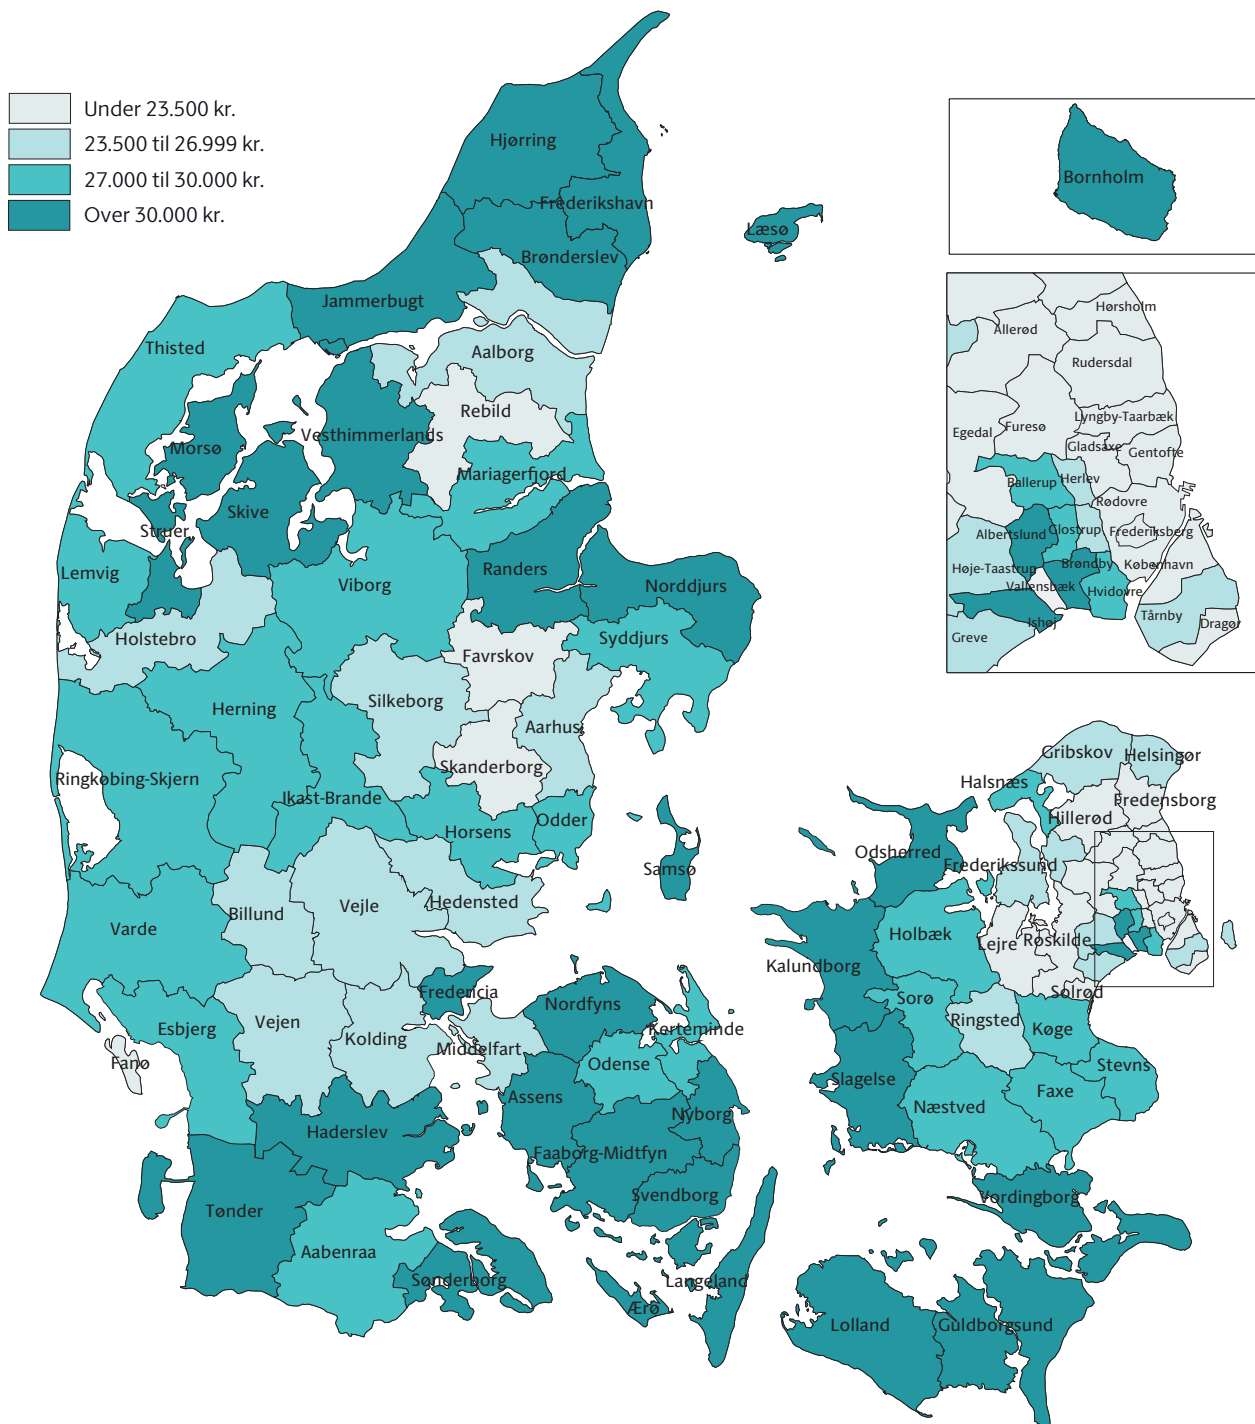 Under 23.500 kr.
23.500 til 26.999 kr.
27.000 til 30.000 kr.
Over 30.000 kr.
Hjørring
Frederikshavn
Brønderslev
Læsø
Jammerbugt
Thisted
Aalborg
Rebild
Vesthimmerlands
Morsø
Mariagerfjord
Skive
Struer
Lemvig
Viborg
Randers
Norddjurs
Holstebro
Syddjurs
Favrskov
Silkeborg
Herning
Aarhus
Skanderborg
Ringkøbing-Skjern
Ikast-Brande
Horsens
Odder
Samsø
Hedensted
Vejle
Billund
Varde
Fredericia
Nordfyns
Esbjerg
Vejen
Kolding
Middelfart
Kerteminde
Fanø
Odense
Assens
Nyborg
Haderslev
Faaborg-Midtfyn
Svendborg
Tønder
Aabenraa
Sønderborg
Langeland
Ærø
Bornholm
Hørsholm
Allerød
Rudersdal
Lyngby-Taarbæk
Furesø
Egedal
Gladsaxe
Gentofte
Ballerup
Herlev
Rødovre
Albertslund
Glostrup
Frederiksberg
Høje-Taastrup
Brøndby
København
Vallensbæk
Hvidovre
Ishøj
Tårnby
Dragør
Greve
Gribskov
Helsingør
Halsnæs
Fredensborg
Hillerød
Odsherred
Frederikssund
Holbæk
Lejre
Roskilde
Kalundborg
Solrød
Sorø
Ringsted
Køge
Stevns
Slagelse
Faxe
Næstved
Vordingborg
Lolland
Guldborgsund